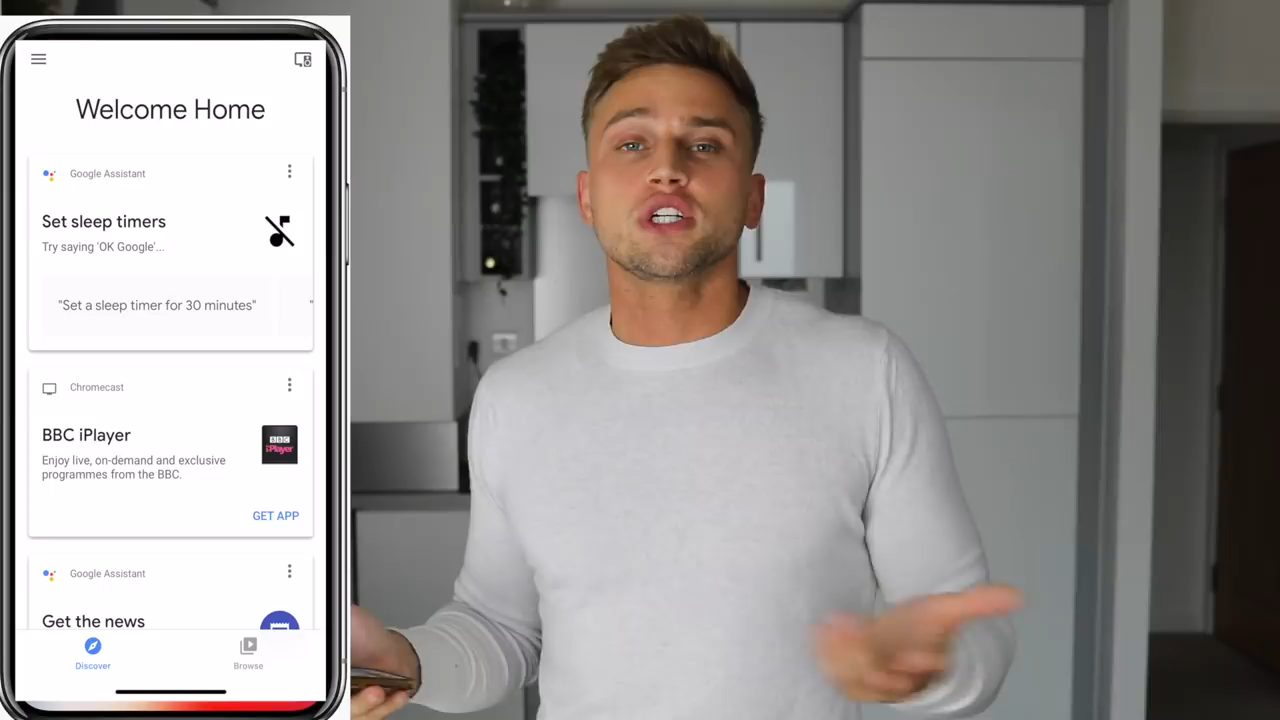 Welcome Home
Google Assistant
Set sleep timers
Try saying 'OK Google'...
"Set a sleep timer for 30 minutes"
"
Chromecast
BBC iPlayer
BBC
iPlayer
Enjoy live, on-demand and exclusive
programmes from the BBC.
GET APP
Google Assistant
Get the news
Discover
Browse